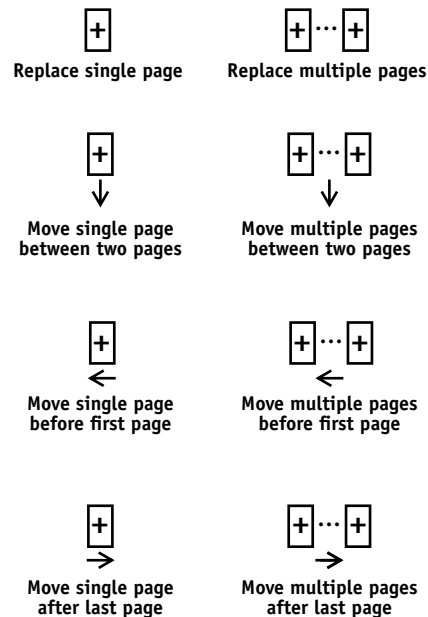 +
+ ... +
Replace single page
Replace multiple pages
+
+ ... +
Move single page
between two pages
Move multiple pages
between two pages
+
+ ... +
Move single page
before first page
Move multiple pages
before first page
+
+ ... +
Move single page
after last page
Move multiple pages
after last page